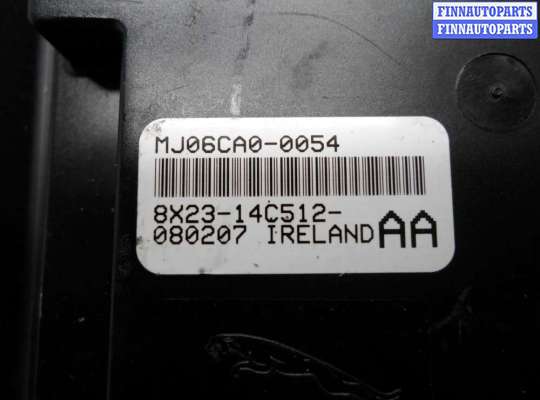 FINNAUTOPARTS
FINNAUTOPARTS
MJ06CA0-0054
8X23-14C512-
080207 IRELAND AA